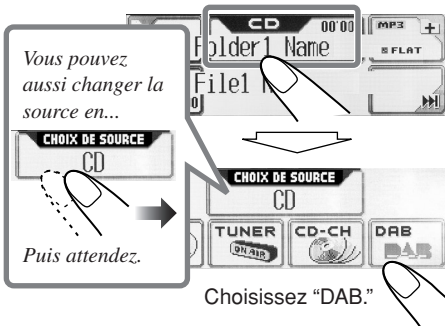 Vous pouvez
aussi changer la
source en...
CHOIX DE SOURCE
CD
Puis attendez.
CD
00'00
MP3
+
Folder1 Name
FLAT
File1
CHOIX DE SOURCE
CD
TUNER
ON AIR
CD-CH
DAB
DAB
Choisissez “DAB.”